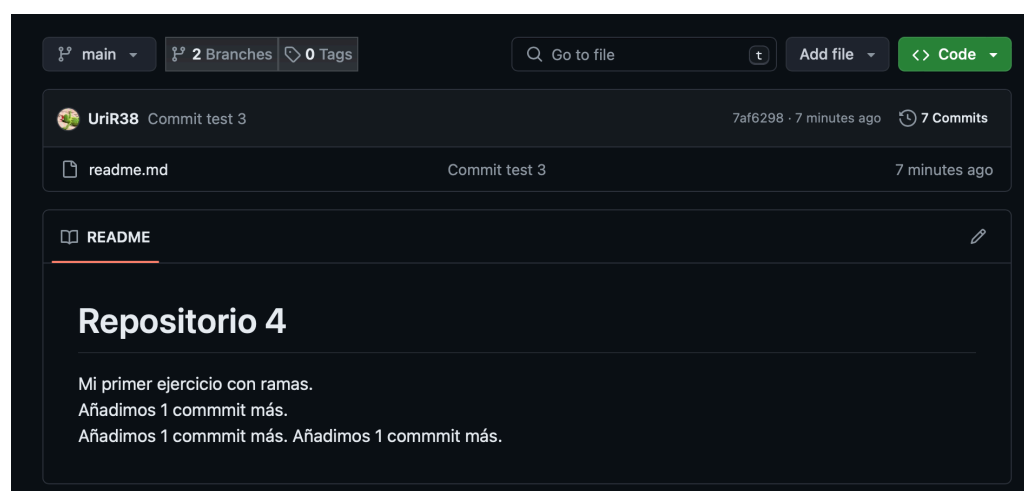 main
2 Branches
0 Tags
Go to file
t
Add file
<> Code
UriR38 Commit test 3
7af6298 · 7 minutes ago
7 Commits
readme.md
Commit test 3
7 minutes ago
README
Repositorio 4
Mi primer ejercicio con ramas.
Añadimos 1 commmit más.
Añadimos 1 commmit más. Añadimos 1 commmit más.